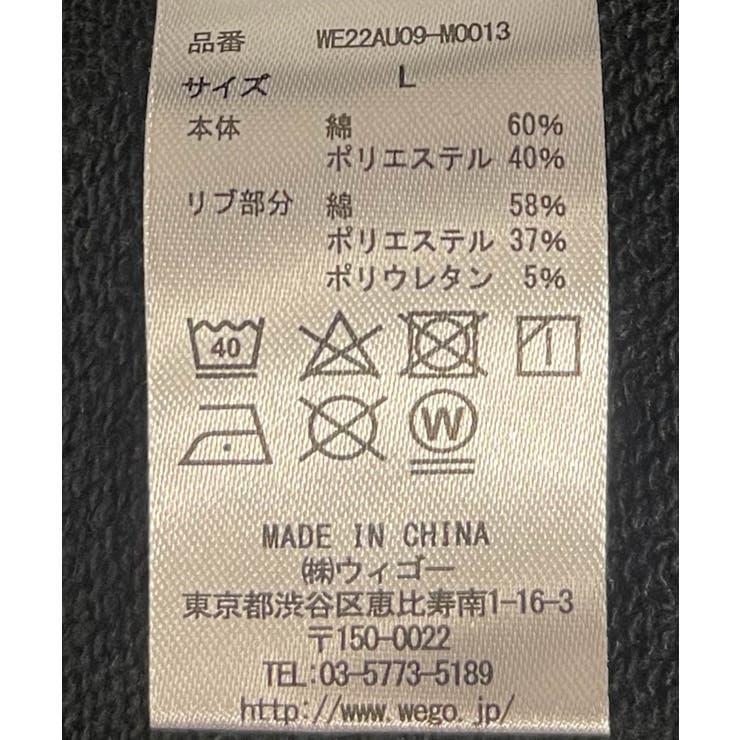 品番 WE22AU09-M0013
サイズ L
本体 綿 60%
ポリエステル 40%
リブ部分 綿 58%
ポリエステル 37%
ポリウレタン 5%
40
W
MADE IN CHINA
㈱ウィゴー
東京都渋谷区恵比寿南1-16-3
〒150-0022
TEL:03-5773-5189
http://www.wego.jp/